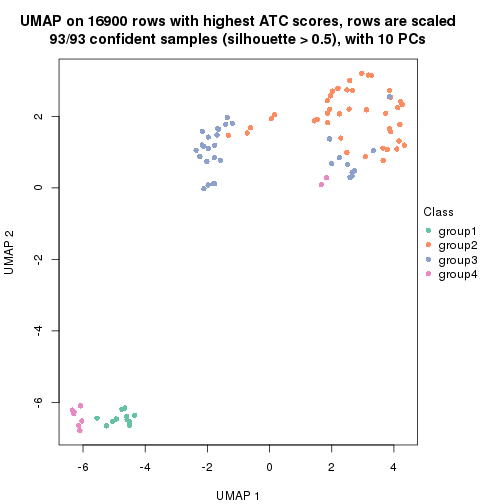 UMAP on 16900 rows with highest ATC scores, rows are scaled
93/93 confident samples (silhouette > 0.5), with 10 PCs
UMAP 2
2
0
-2
-4
-6
-6
-4
-2
0
2
4
UMAP 1
Class
group1
group2
group3
group4